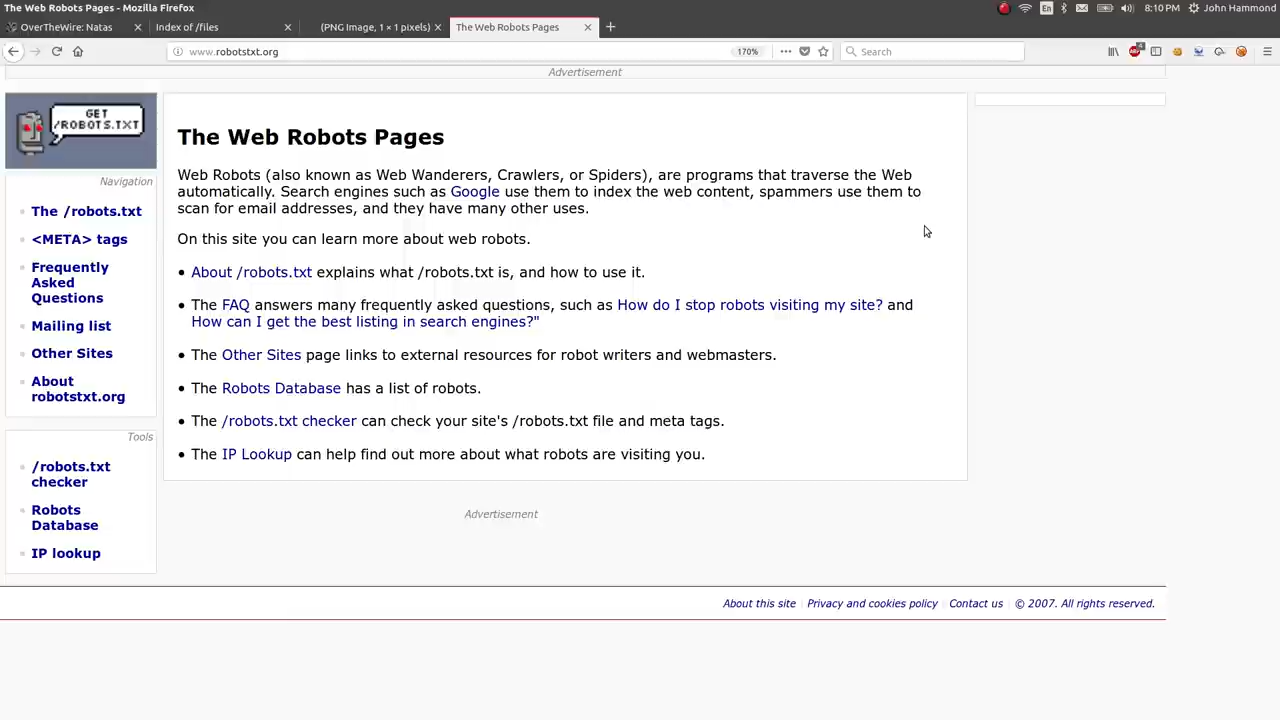 The Web Robots Pages - Mozilla Firefox
En
8:10 PM
John Hammond
OverTheWire: Natas
Index of /files
(PNG Image, 1 × 1 pixels)
The Web Robots Pages
www.robotstxt.org
170%
Search
Advertisement
GET
/ROBOTS.TXT
Navigation
The /robots.txt
<META> tags
Frequently
Asked
Questions
Mailing list
Other Sites
About
robotstxt.org
Tools
/robots.txt
checker
Robots
Database
IP lookup
The Web Robots Pages
Web Robots (also known as Web Wanderers, Crawlers, or Spiders), are programs that traverse the Web
automatically. Search engines such as Google use them to index the web content, spammers use them to
scan for email addresses, and they have many other uses.
On this site you can learn more about web robots.
• About /robots.txt explains what /robots.txt is, and how to use it.
• The FAQ answers many frequently asked questions, such as How do I stop robots visiting my site? and
How can I get the best listing in search engines?"
• The Other Sites page links to external resources for robot writers and webmasters.
• The Robots Database has a list of robots.
• The /robots.txt checker can check your site's /robots.txt file and meta tags.
• The IP Lookup can help find out more about what robots are visiting you.
Advertisement
About this site | Privacy and cookies policy | Contact us | © 2007. All rights reserved.